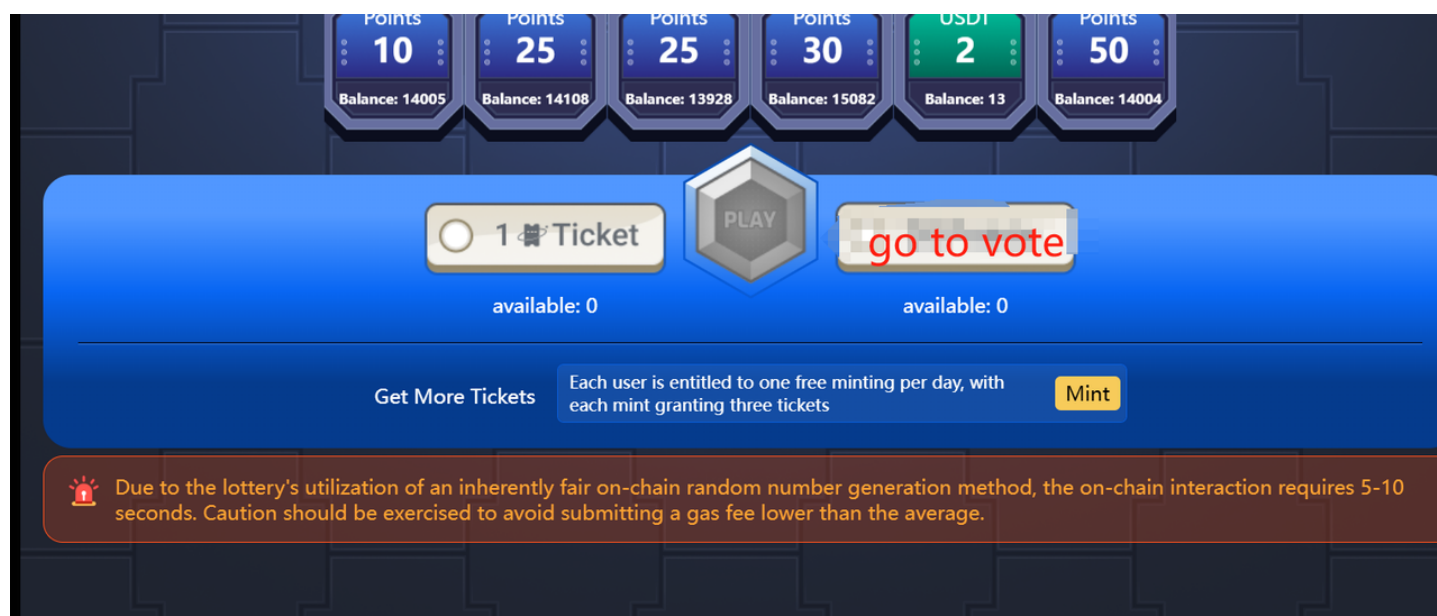 Points Points Points Points USDT Points
10 25 25 30 2 50
Balance: 14005 Balance: 14108 Balance: 13928 Balance: 15082 Balance: 13 Balance: 14004
1 Ticket PLAY go to vote
available: 0 available: 0
Get More Tickets
Each user is entitled to one free minting per day, with
each mint granting three tickets
Mint
Due to the lottery's utilization of an inherently fair on-chain random number generation method, the on-chain interaction requires 5-10
seconds. Caution should be exercised to avoid submitting a gas fee lower than the average.